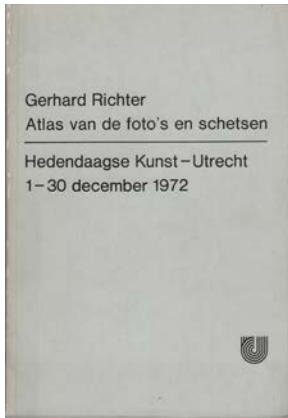 Gerhard Richter
Atlas van de foto's en schetsen
Hedendaagse Kunst–Utrecht
1–30 december 1972